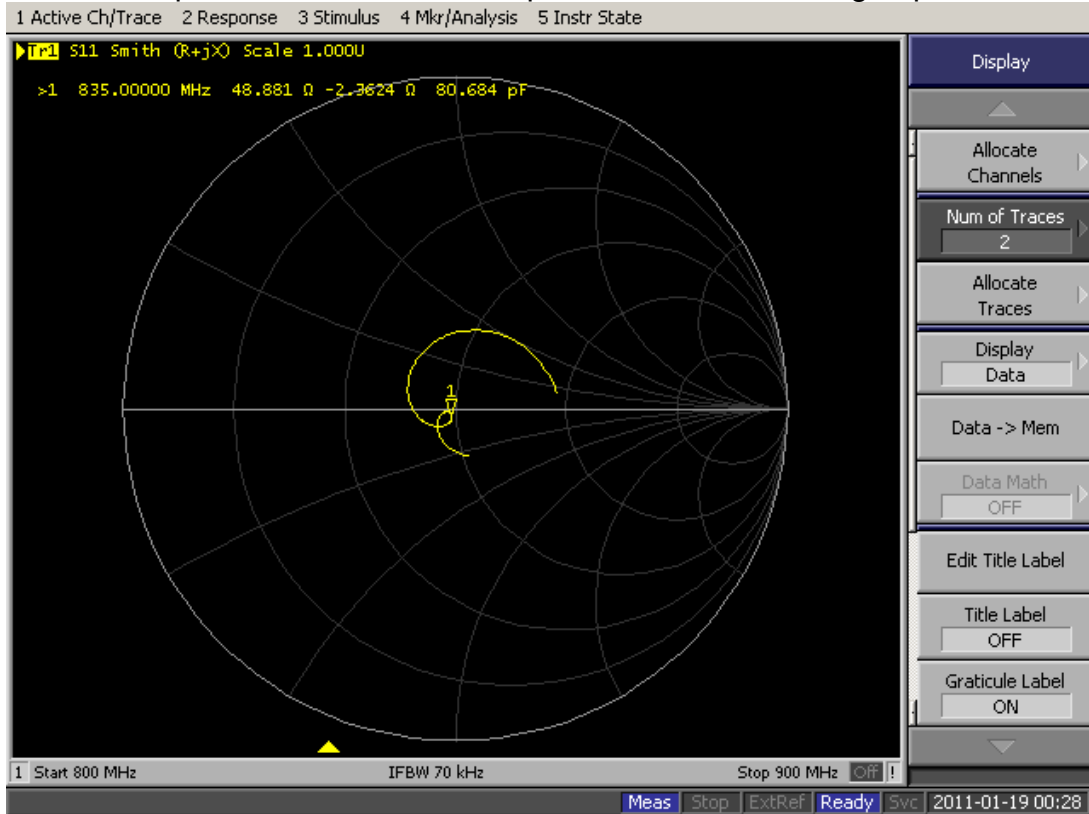 1 Active Ch/Trace 2 Response 3 Stimulus 4 Mkr/Analysis 5 Instr State
Tr1 S11 Smith (R+jX) Scale 1.000U
>1 835.00000 MHz 48.881 Ω -2.3624 Ω 80.684 pF
1
Display
Allocate
Channels
Num of Traces
2
Allocate
Traces
Display
Data
Data -> Mem
Data Math
OFF
Edit Title Label
Title Label
OFF
Graticule Label
ON
1 Start 800 MHz IFBW 70 kHz Stop 900 MHz Off !
Meas Stop ExtRef Ready Svc 2011-01-19 00:28